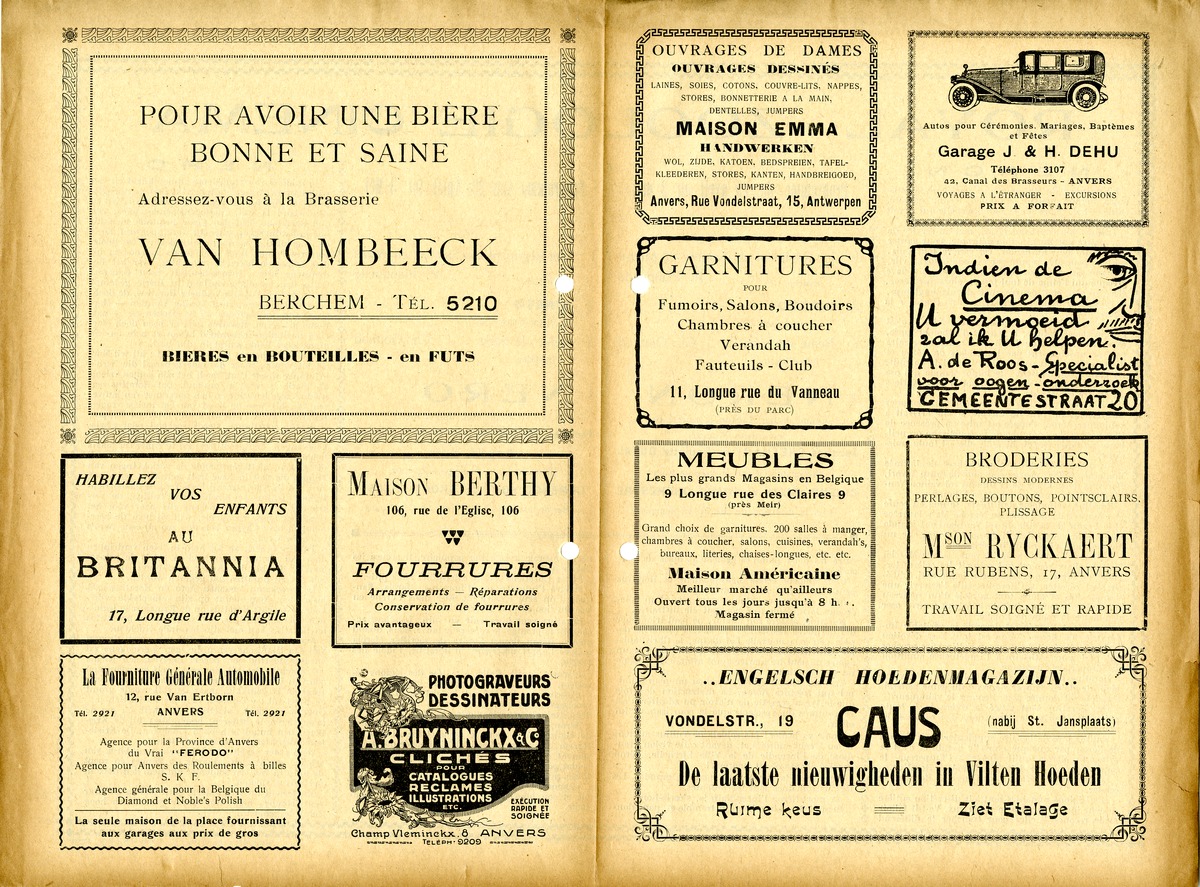 POUR AVOIR UNE BIÈRE
BONNE ET SAINE
Adressez-vous à la Brasserie
VAN HOMBEECK
BERCHEM - TÉL. 5210
BIERES en BOUTEILLES - en FUTS
HABILLEZ
VOS
ENFANTS
AU
BRITANNIA
17, Longue rue d'Argile
MAISON BERTHY
106, rue de l'Eglise, 106
FOURRURES
Arrangements — Réparations
Conservation de fourrures
Prix avantageux — Travail soigné
La Fourniture Générale Automobile
12, rue Van Ertborn
Tél. 2921 ANVERS Tél. 2921
Agence pour la Province d'Anvers
du Vrai "FERODO"
Agence pour Anvers des Roulements à billes
S. K. F.
Agence générale pour la Belgique du
Diamond et Noble's Polish
La seule maison de la place fournissant
aux garages aux prix de gros
PHOTOGRAVEURS
DESSINATEURS
A. BRUYNINCKX & Cº
CLICHÉS
POUR
CATALOGUES
RECLAMES
ILLUSTRATIONS
ETC.
EXÉCUTION
RAPIDE ET
SOIGNÉE
Champ Vleminckx, 8 ANVERS
TELÉPH · 9209
OUVRAGES DE DAMES
OUVRAGES DESSINÉS
LAINES, SOIES, COTONS, COUVRE-LITS, NAPPES,
STORES, BONNETTERIE A LA MAIN,
DENTELLES, JUMPERS
MAISON EMMA
HANDWERKEN
WOL, ZIJDE, KATOEN, BEDSPREIEN, TAFEL-
KLEEDEREN, STORES, KANTEN, HANDBREIGOED,
JUMPERS
Anvers, Rue Vondelstraat, 15, Antwerpen
Autos pour Cérémonies, Mariages, Baptêmes
et Fêtes
Garage J. & H. DEHU
Téléphone 3107
42, Canal des Brasseurs - ANVERS
VOYAGES A L'ÉTRANGER - EXCURSIONS
PRIX A FORFAIT
GARNITURES
POUR
Fumoirs, Salons, Boudoirs
Chambres à coucher
Verandah
Fauteuils - Club
11, Longue rue du Vanneau
(PRÈS DU PARC)
Indien de
Cinema
U vermoeid
zal ik U helpen.
A. de Roos - Specialist
voor oogen - onderzoek
GEMEENTESTRAAT 20
MEUBLES
Les plus grands Magasins en Belgique
9 Longue rue des Claires 9
(près Meir)
Grand choix de garnitures. 200 salles à manger,
chambres à coucher, salons, cuisines, verandah's,
bureaux, literies, chaises-longues, etc. etc.
Maison Américaine
Meilleur marché qu'ailleurs
Ouvert tous les jours jusqu'à 8 h.
Magasin fermé
BRODERIES
DESSINS MODERNES
PERLAGES, BOUTONS, POINTSCLAIRS,
PLISSAGE
MSON RYCKAERT
RUE RUBENS, 17, ANVERS
TRAVAIL SOIGNÉ ET RAPIDE
..ENGELSCH HOEDENMAGAZIJN..
VONDELSTR., 19 CAUS (nabij St. Jansplaats)
De laatste nieuwigheden in Vilten Hoeden
Ruime keus Ziet Etalage